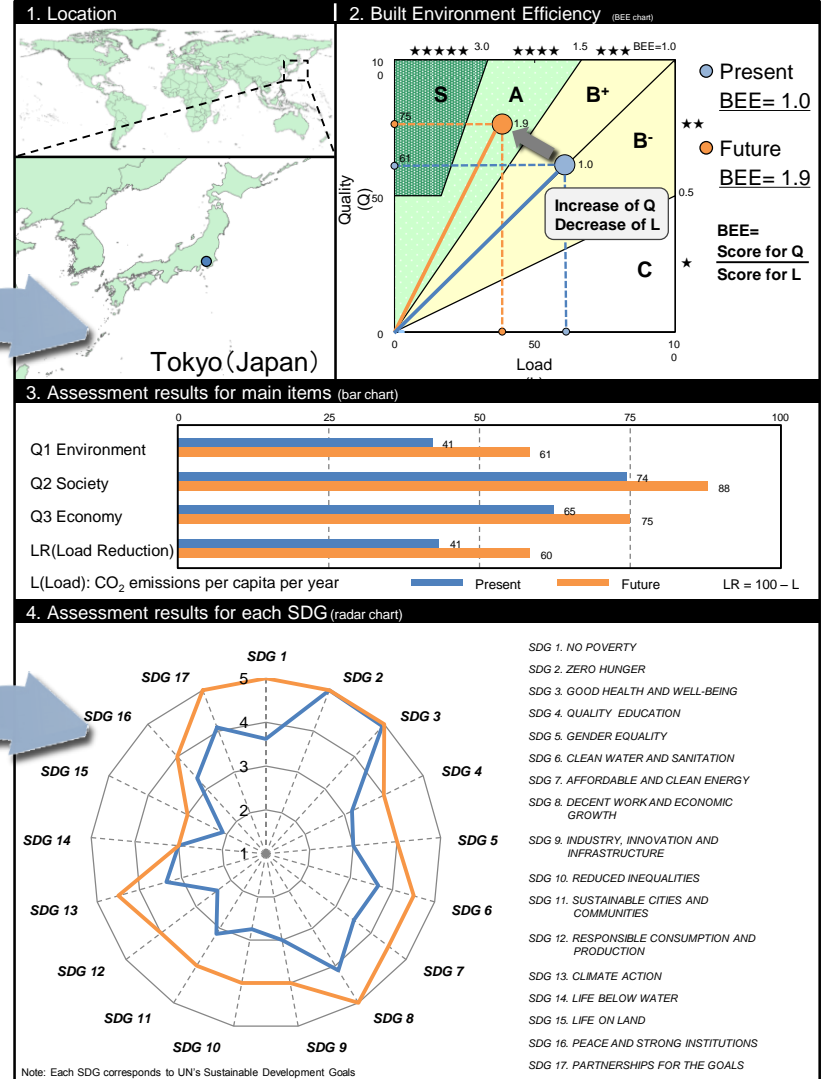 1. Location
2. Built Environment Efficiency (BEE chart)
Tokyo(Japan)
★★★★★ 3.0 ★★★★ 1.5 ★★★ BEE=1.0
10
0
S
A
B+
B-
C
75
61
50
0
1.9
1.0
★★
0.5
★
Increase of Q
Decrease of L
Quality
(Q)
0
50
10
0
Load
Present
BEE= 1.0
Future
BEE= 1.9
BEE=
Score for Q
Score for L
3. Assessment results for main items (bar chart)
0 25 50 75 100
Q1 Environment 41 61
Q2 Society 74 88
Q3 Economy 65 75
LR(Load Reduction) 41 60
L(Load): CO2 emissions per capita per year Present Future LR = 100 – L
4. Assessment results for each SDG (radar chart)
SDG 1
SDG 2
SDG 3
SDG 4
SDG 5
SDG 6
SDG 7
SDG 8
SDG 9
SDG 10
SDG 11
SDG 12
SDG 13
SDG 14
SDG 15
SDG 16
SDG 17
5
4
3
2
1
SDG 1. NO POVERTY
SDG 2. ZERO HUNGER
SDG 3. GOOD HEALTH AND WELL-BEING
SDG 4. QUALITY EDUCATION
SDG 5. GENDER EQUALITY
SDG 6. CLEAN WATER AND SANITATION
SDG 7. AFFORDABLE AND CLEAN ENERGY
SDG 8. DECENT WORK AND ECONOMIC
GROWTH
SDG 9. INDUSTRY, INNOVATION AND
INFRASTRUCTURE
SDG 10. REDUCED INEQUALITIES
SDG 11. SUSTAINABLE CITIES AND
COMMUNITIES
SDG 12. RESPONSIBLE CONSUMPTION AND
PRODUCTION
SDG 13. CLIMATE ACTION
SDG 14. LIFE BELOW WATER
SDG 15. LIFE ON LAND
SDG 16. PEACE AND STRONG INSTITUTIONS
SDG 17. PARTNERSHIPS FOR THE GOALS
Note: Each SDG corresponds to UN's Sustainable Development Goals